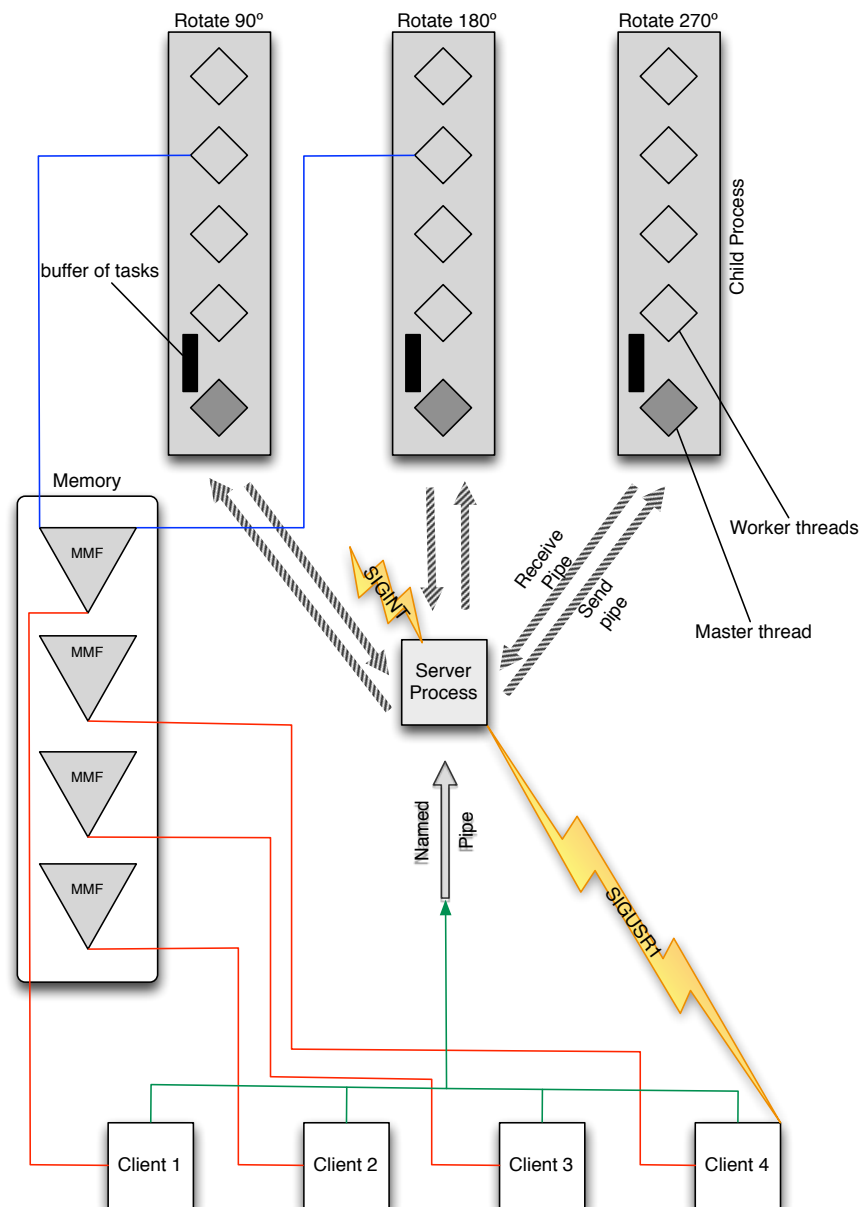 Rotate 90º
Rotate 180º
Rotate 270º
Child Process
buffer of tasks
Memory
MMF
MMF
MMF
MMF
SIGINT
Receive
Pipe
Send
pipe
Worker threads
Master thread
Server
Process
Named
Pipe
SIGUSR1
Client 1
Client 2
Client 3
Client 4